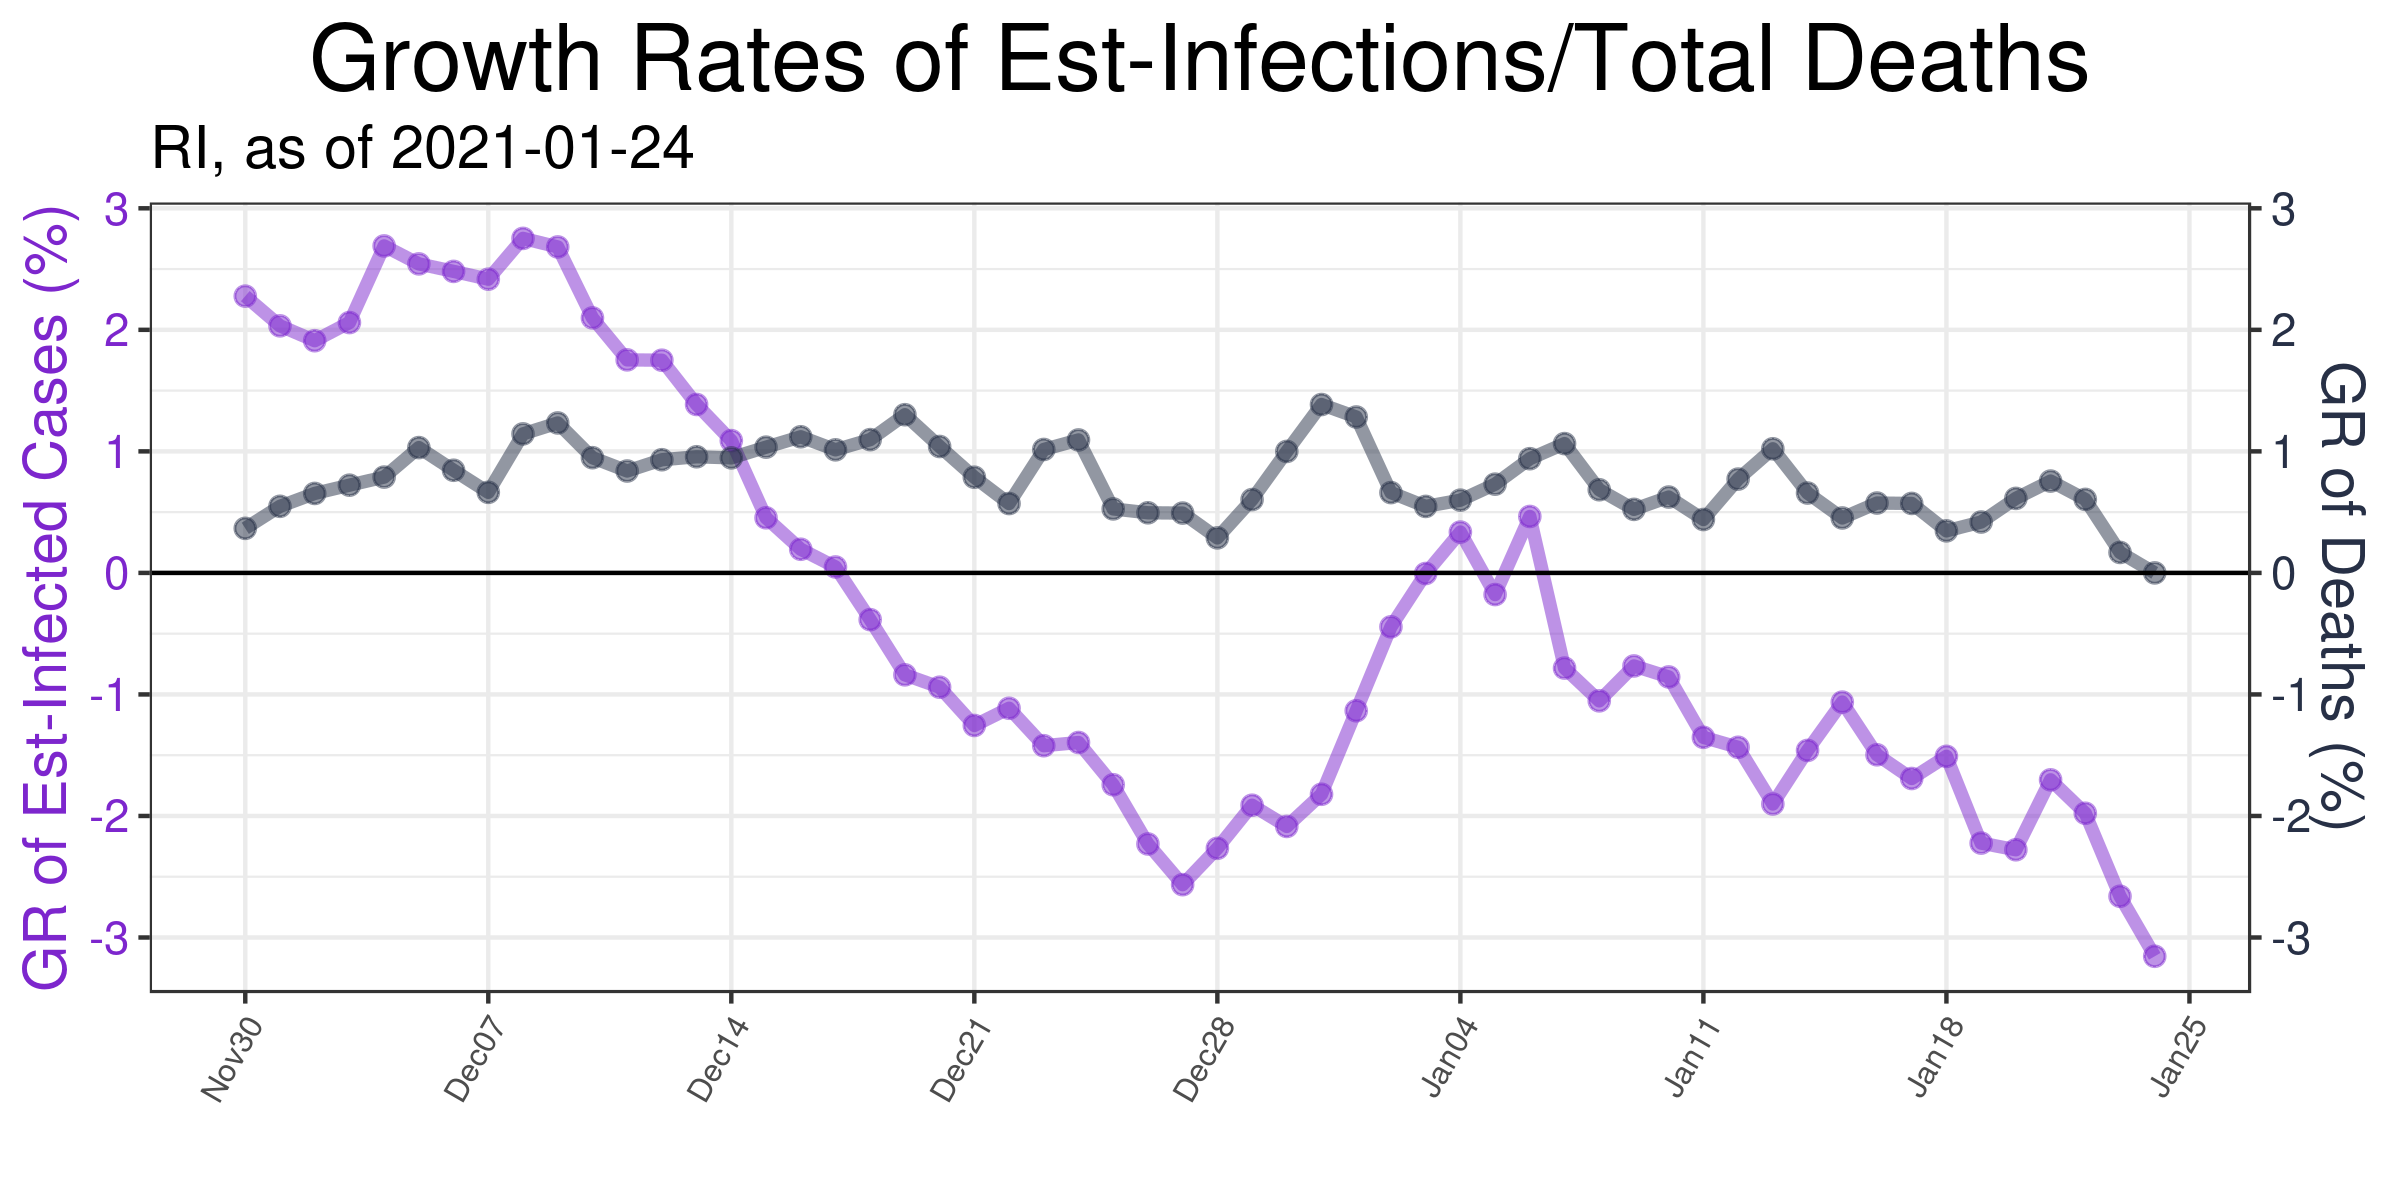 Growth Rates of Est-Infections/Total Deaths
RI, as of 2021-01-24
GR of Est-Infected Cases (%)
3
2
1
0
-1
-2
-3
3
2
1
0
-1
-2
-3
GR of Deaths (%)
Nov30
Dec07
Dec14
Dec21
Dec28
Jan04
Jan11
Jan18
Jan25